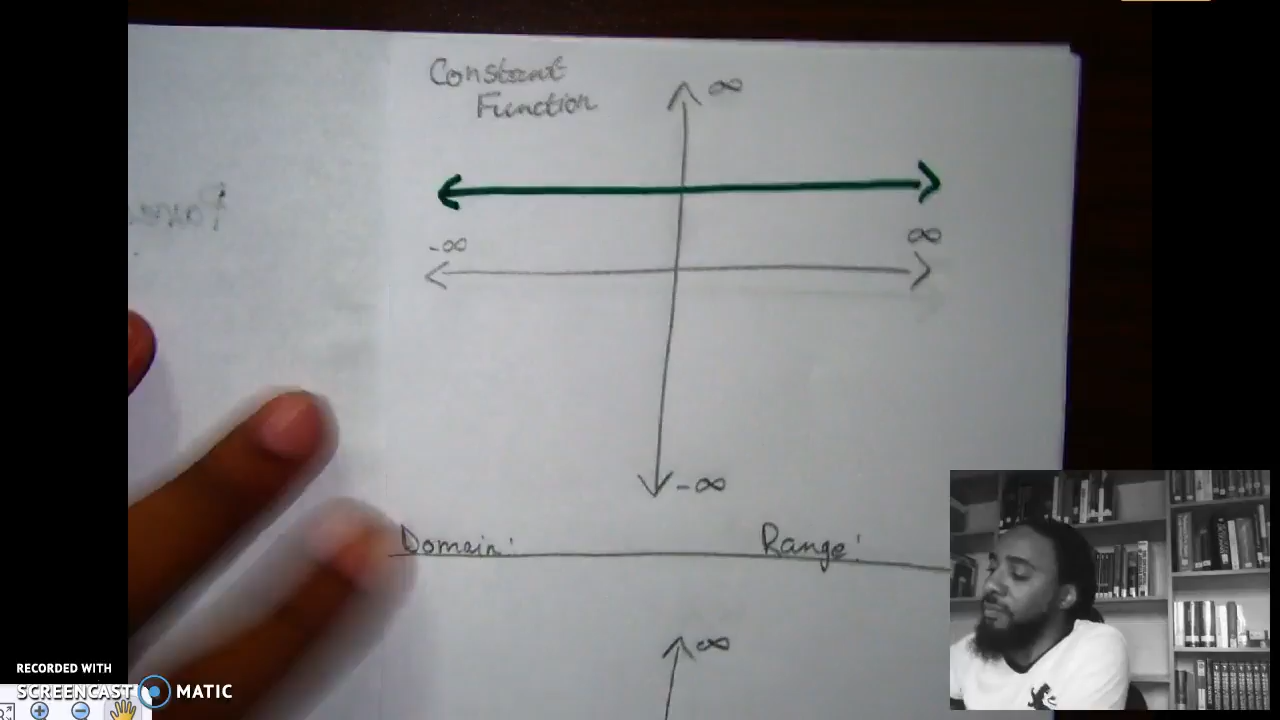 Constant
Function
∞
-∞
∞
-∞
Domain:
Range:
∞
RECORDED WITH
SCREENCAST MATIC